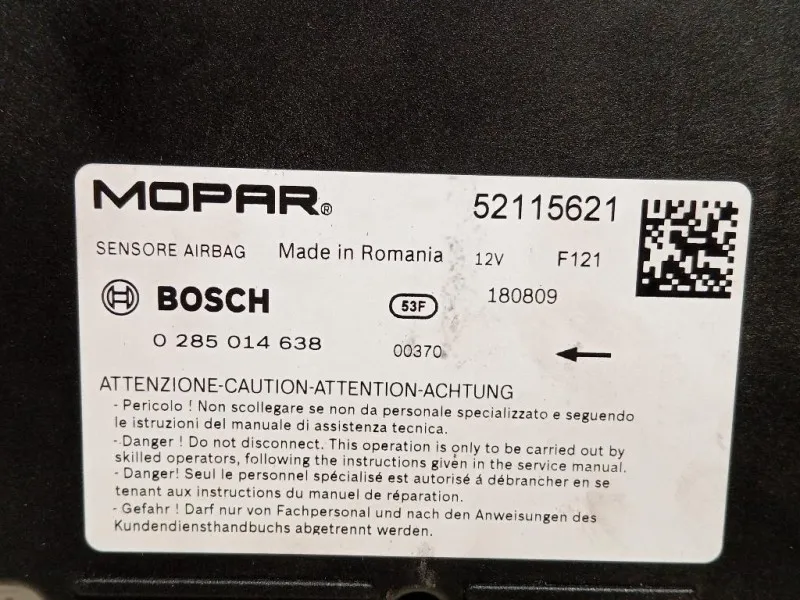 MOPAR® 52115621
SENSORE AIRBAG Made in Romania 12V F121
BOSCH 53F 180809
0 285 014 638 00370
ATTENZIONE-CAUTION-ATTENTION-ACHTUNG
- Pericolo ! Non scollegare se non da personale specializzato e seguendo
le istruzioni del manuale di assistenza tecnica.
- Danger ! Do not disconnect. This operation is only to be carried out by
skilled operators, following the instructions given in the service manual.
- Danger! Seul le personnel spécialisé est autorisé á débrancher en se
tenant aux instructions du manuel de réparation.
- Gefahr ! Darf nur von Fachpersonal und nach den Anweisungen des
Kundendiensthandbuchs abgetrennt werden.